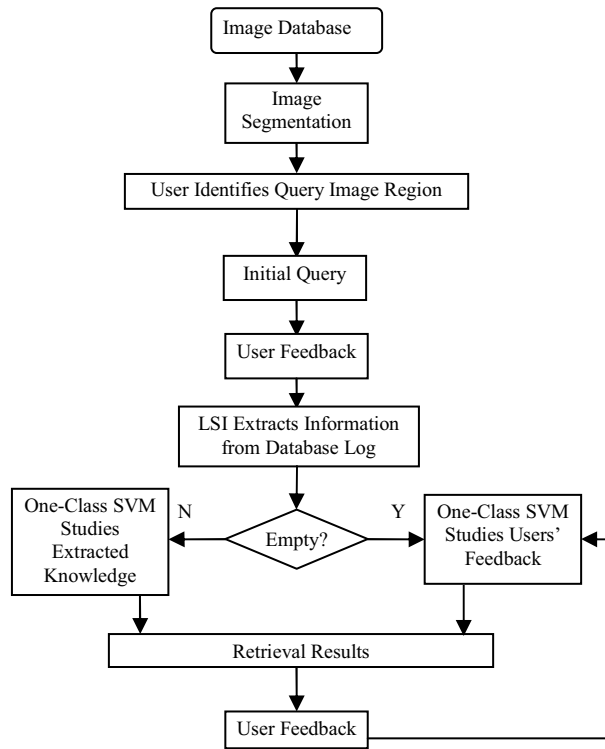 Image Database
Image
Segmentation
User Identifies Query Image Region
Initial Query
User Feedback
LSI Extracts Information
from Database Log
One-Class SVM
Studies
Extracted
Knowledge
N
Empty?
Y
One-Class SVM
Studies Users’
Feedback
Retrieval Results
User Feedback